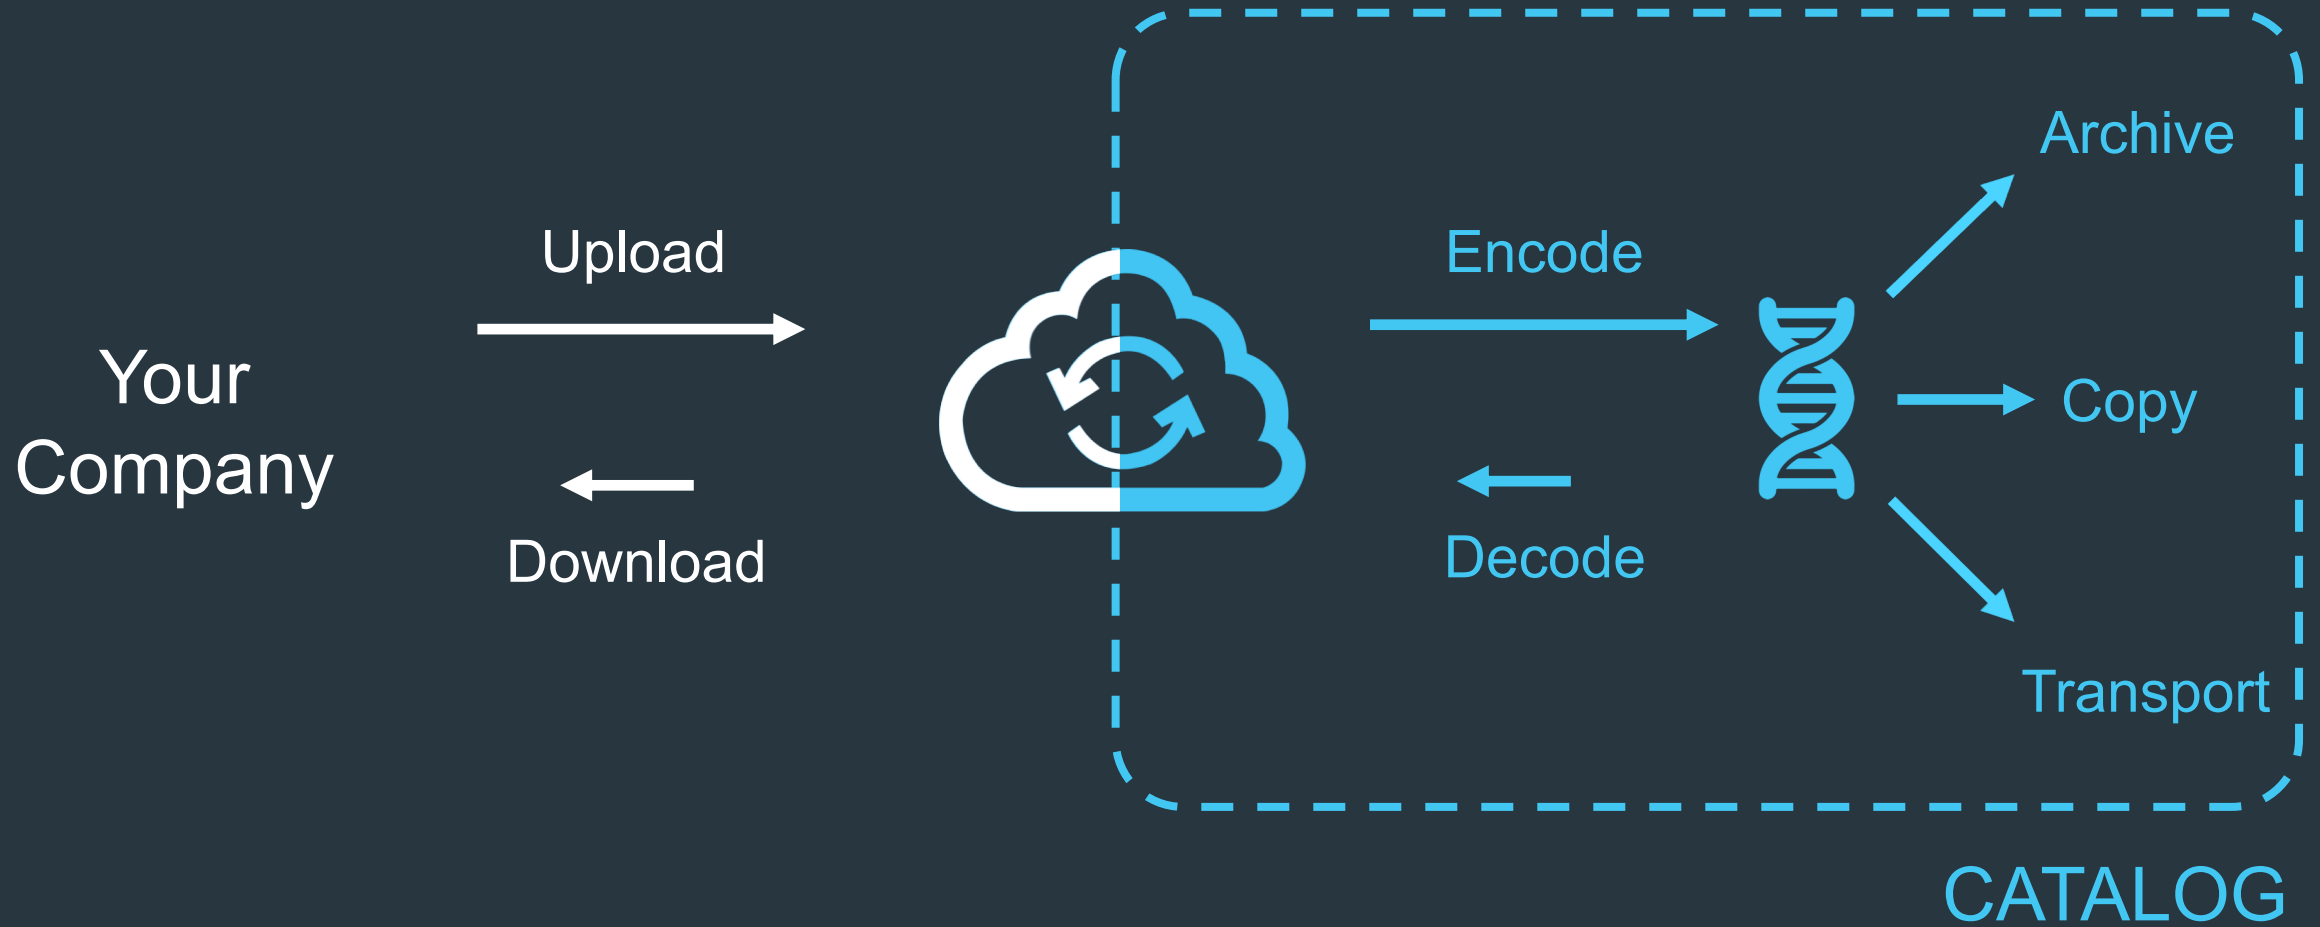 Your
Company
Upload
Download
Encode
Decode
Archive
Copy
Transport
CATALOG